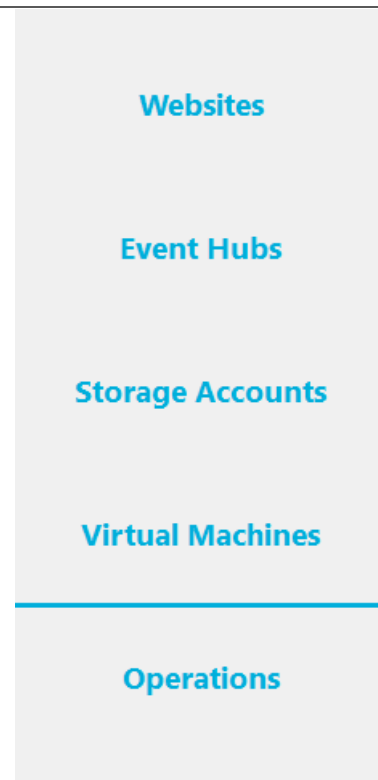 Websites
Event Hubs
Storage Accounts
Virtual Machines
Operations